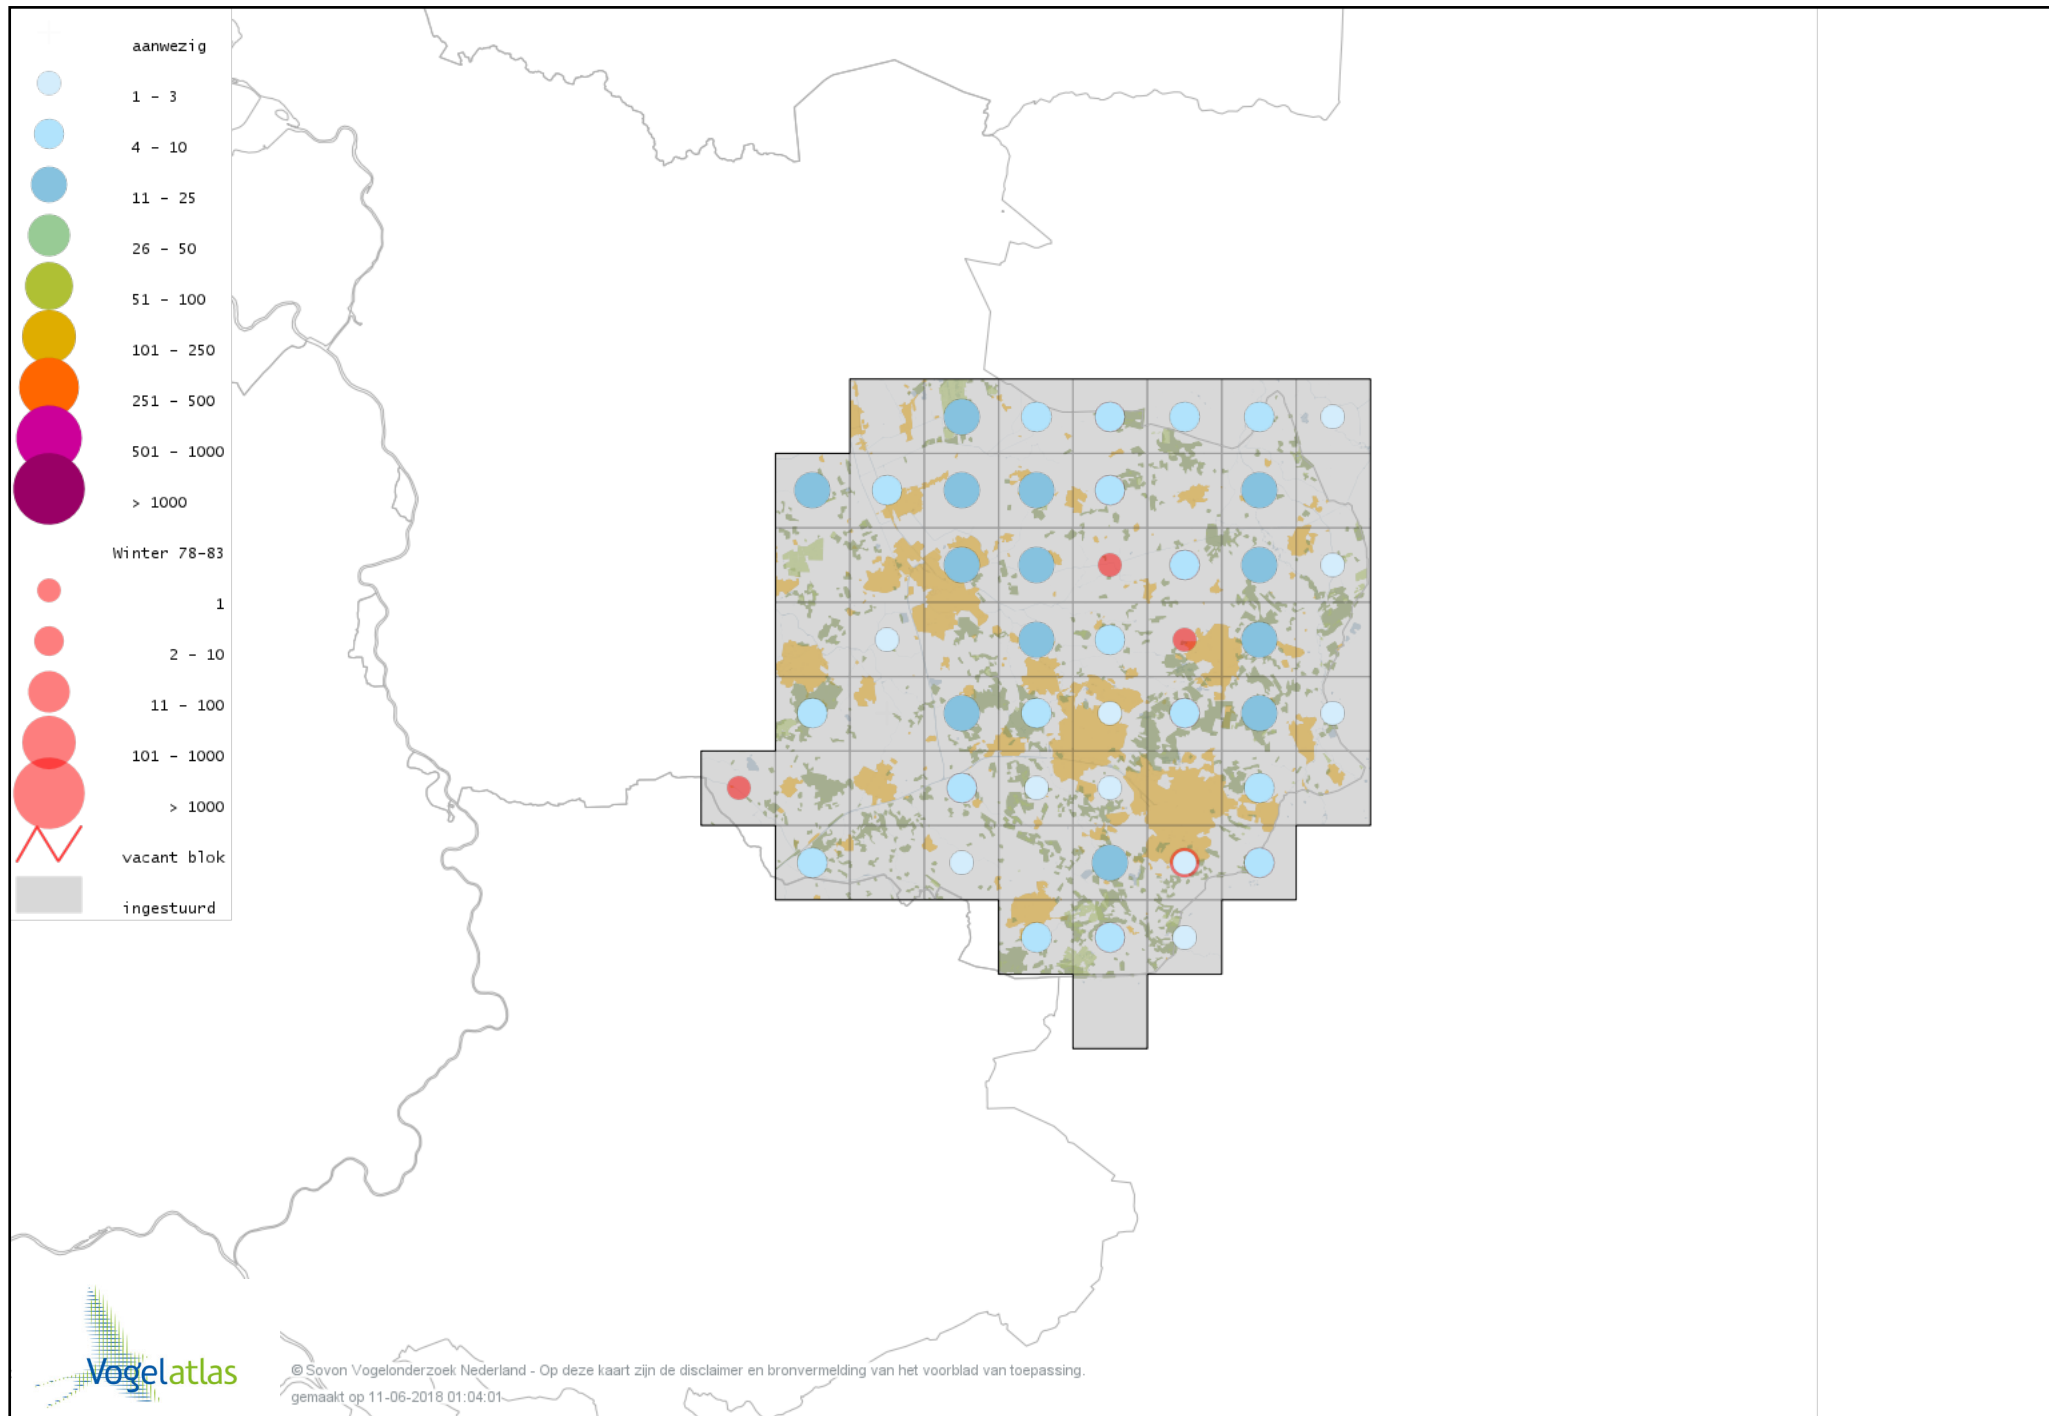 aanwezig
1 – 3
4 – 10
11 – 25
26 – 50
51 – 100
101 – 250
251 – 500
501 – 1000
> 1000
Winter 78-83
1
2 – 10
11 – 100
101 – 1000
> 1000
vacant blok
ingestuurd
Vogelatlas
© Sovon Vogelonderzoek Nederland - Op deze kaart zijn de disclaimer en bronvermelding van het voorblad van toepassing.
gemaakt op 11-06-2018 01:04:01